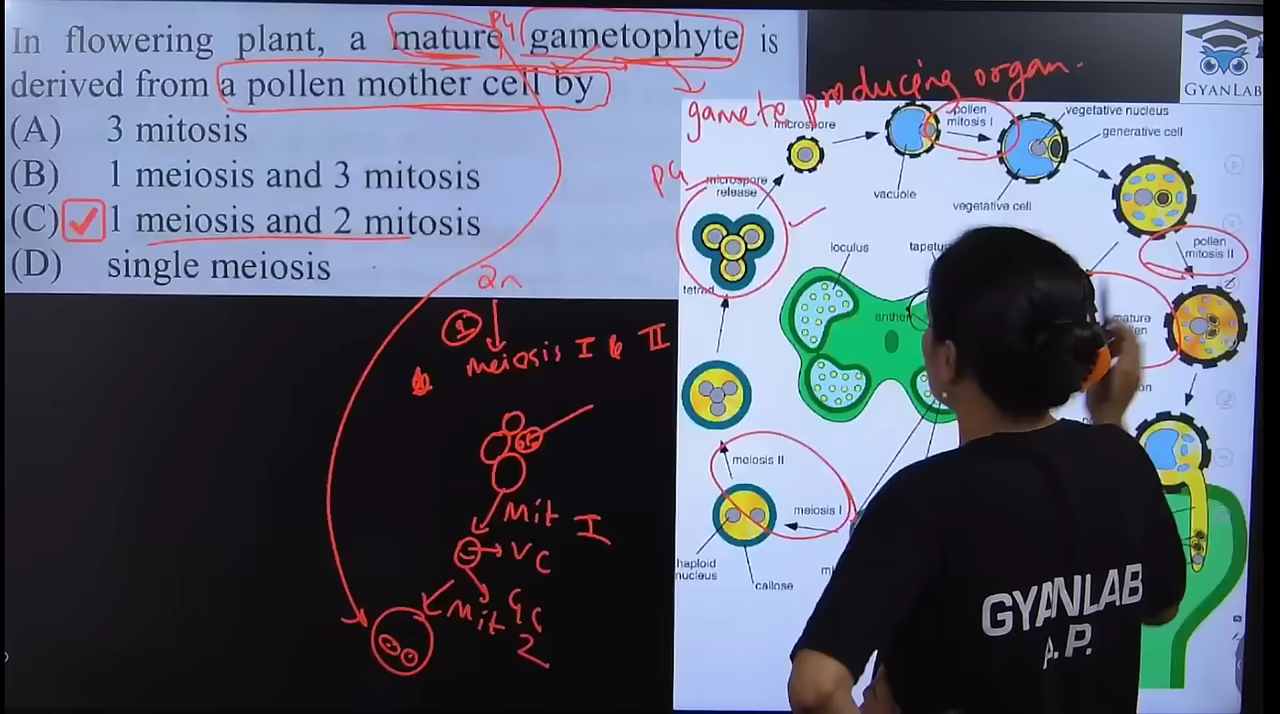 In flowering plant, a mature gametophyte is
derived from a pollen mother cell by
(A) 3 mitosis
(B) 1 meiosis and 3 mitosis
(C) 1 meiosis and 2 mitosis
(D) single meiosis
GYANLAB
gamete producing organ.
microspore
pollen
mitosis I
vegetative nucleus
generative cell
vacuole
vegetative cell
PG
microspore
release
pollen
mitosis II
loculus
tetrad
anther
mature
2n
meiosis I & II
Mit I
VC
GC
Mit 2
meiosis II
meiosis I
haploid
nucleus
callose
GYANLAB
A.P.